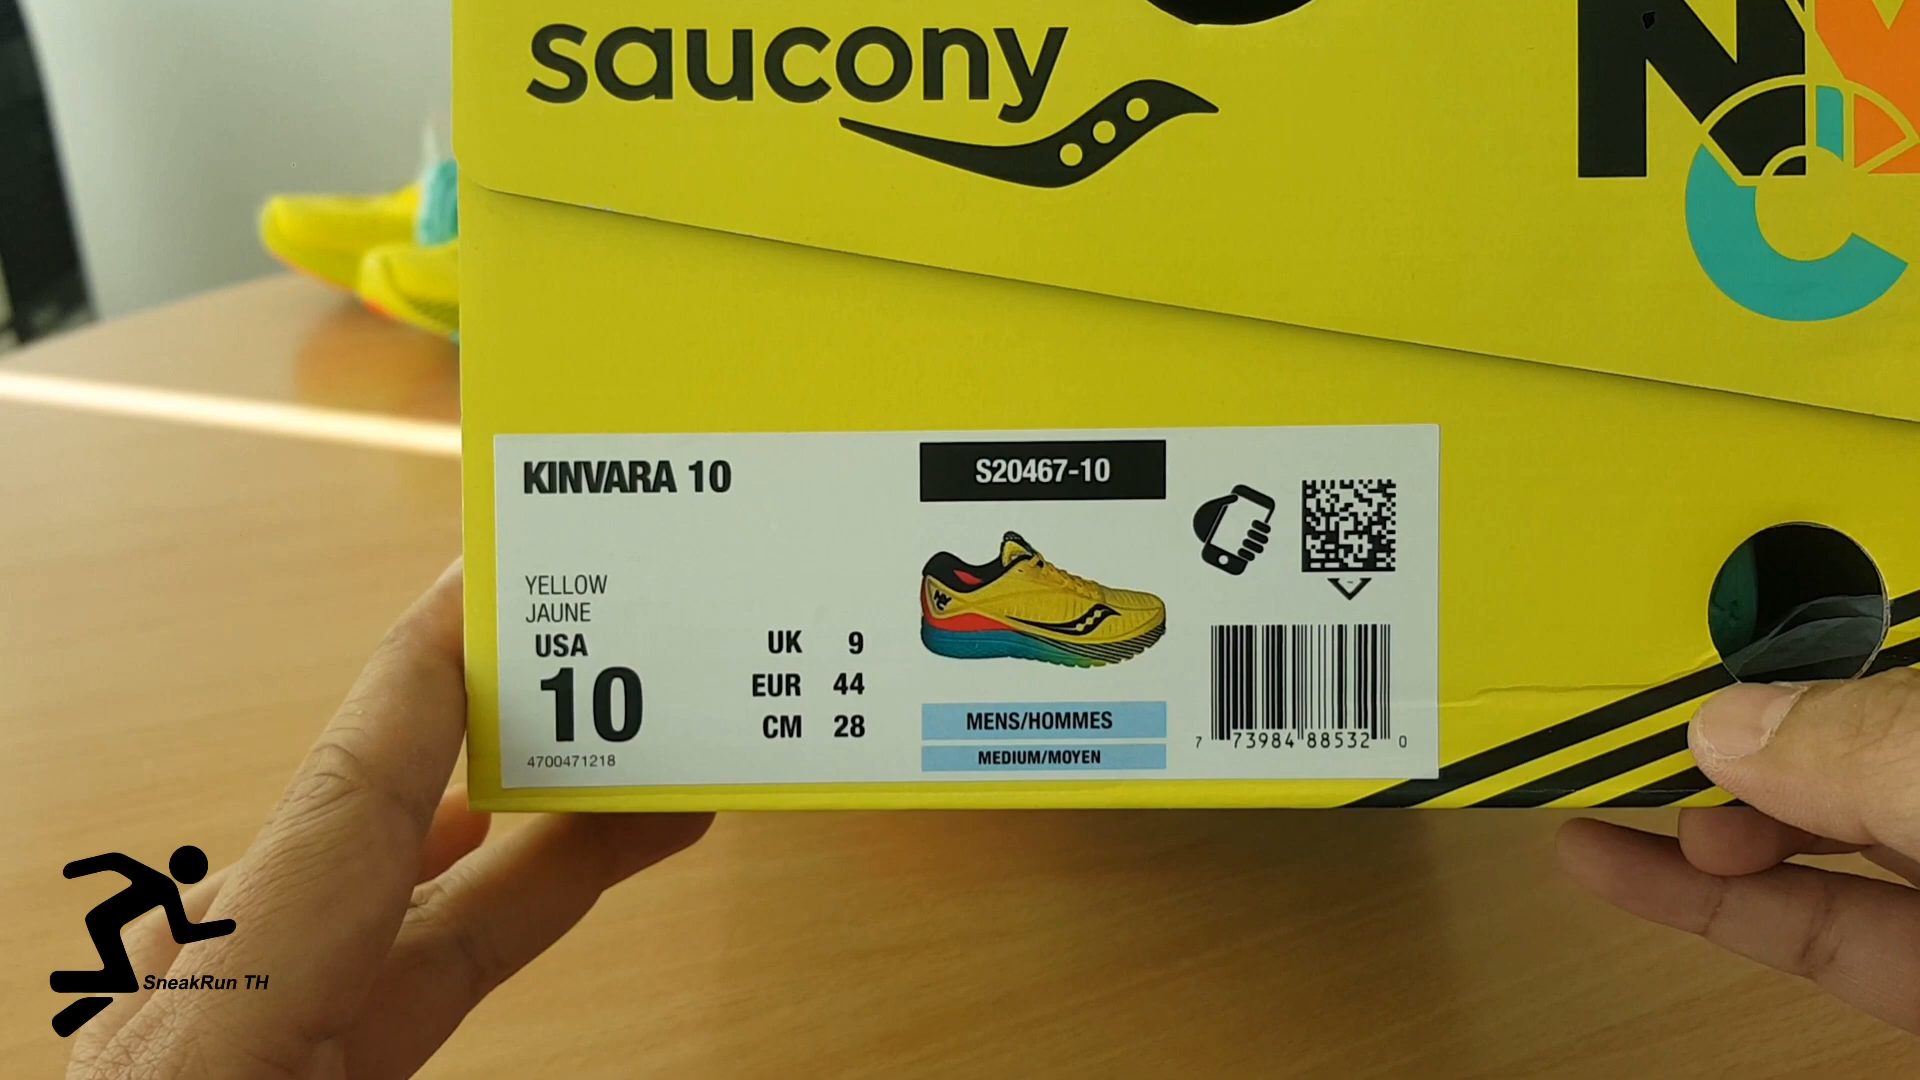 saucony
NYC
KINVARA 10
S20467-10
YELLOW
JAUNE
USA
10
UK 9
EUR 44
CM 28
MENS/HOMMES
MEDIUM/MOYEN
4700471218
7 73984 88532 0
SneakRun TH